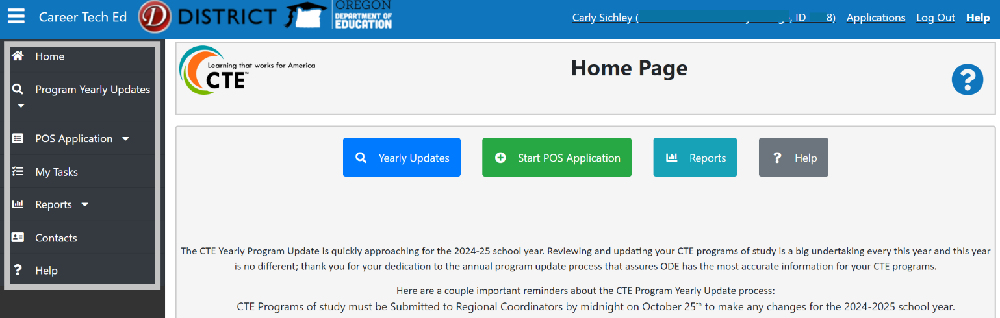 Career Tech Ed
DISTRICT
OREGON
DEPARTMENT OF
EDUCATION
Carly Sichley ( , ID 8) Applications Log Out Help
Home
Program Yearly Updates
POS Application
My Tasks
Reports
Contacts
Help
Learning that works for America
CTE™
Home Page
Yearly Updates
Start POS Application
Reports
Help
The CTE Yearly Program Update is quickly approaching for the 2024-25 school year. Reviewing and updating your CTE programs of study is a big undertaking every this year and this year
is no different; thank you for your dedication to the annual program update process that assures ODE has the most accurate information for your CTE programs.
Here are a couple important reminders about the CTE Program Yearly Update process:
CTE Programs of study must be Submitted to Regional Coordinators by midnight on October 25th to make any changes for the 2024-2025 school year.